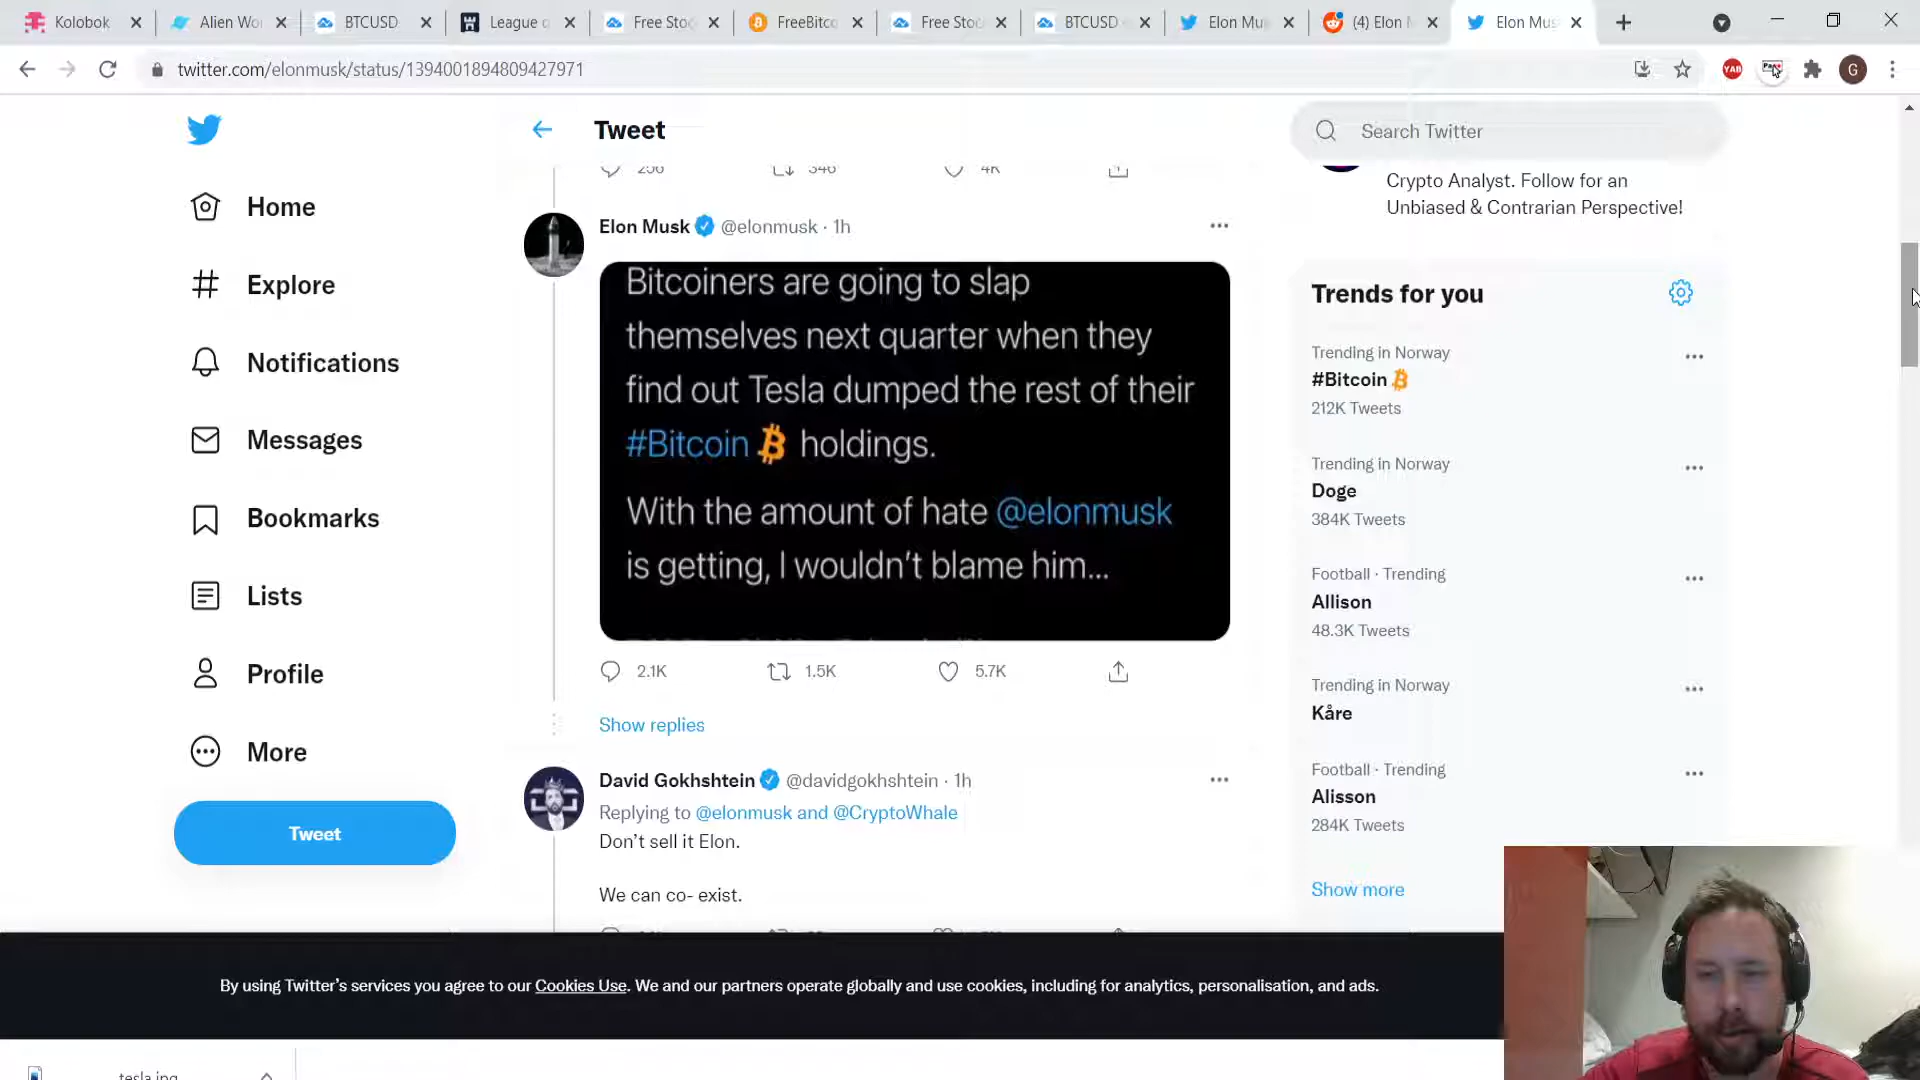 Kolobok
Alien Wo
BTCUSD
League o
Free Stoc
FreeBitco
Free Stoc
BTCUSD
Elon Mus
(4) Elon M
Elon Mus
twitter.com/elonmusk/status/1394001894809427971
YAB
G
Tweet
Search Twitter
256
346
4K
Crypto Analyst. Follow for an
Unbiased & Contrarian Perspective!
Home
Explore
Notifications
Messages
Bookmarks
Lists
Profile
More
Tweet
Elon Musk @elonmusk · 1h
Bitcoiners are going to slap
themselves next quarter when they
find out Tesla dumped the rest of their
#Bitcoin holdings.
With the amount of hate @elonmusk
is getting, I wouldn't blame him...
2.1K
1.5K
5.7K
Show replies
David Gokhshtein @davidgokhshtein · 1h
Replying to @elonmusk and @CryptoWhale
Don't sell it Elon.
We can co- exist.
Trends for you
Trending in Norway
#Bitcoin
212K Tweets
Trending in Norway
Doge
384K Tweets
Football · Trending
Allison
48.3K Tweets
Trending in Norway
Kåre
Football · Trending
Alisson
284K Tweets
Show more
By using Twitter's services you agree to our Cookies Use. We and our partners operate globally and use cookies, including for analytics, personalisation, and ads.
tesla.jpg